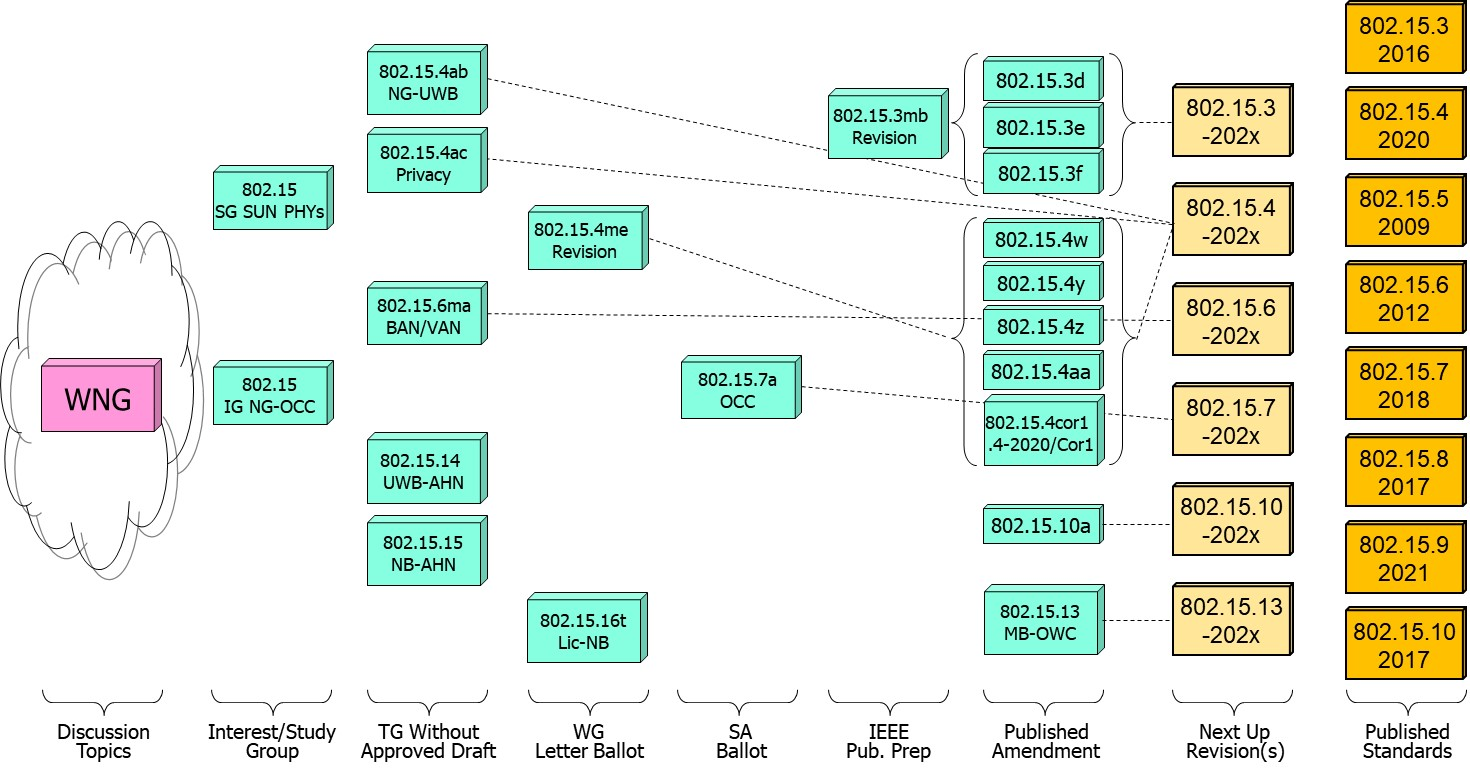 WNG
802.15
SG SUN PHYs
802.15
IG NG-OCC
802.15.4ab
NG-UWB
802.15.4ac
Privacy
802.15.6ma
BAN/VAN
802.15.14
UWB-AHN
802.15.15
NB-AHN
802.15.4me
Revision
802.15.16t
Lic-NB
802.15.7a
OCC
802.15.3mb
Revision
802.15.3d
802.15.3e
802.15.3f
802.15.4w
802.15.4y
802.15.4z
802.15.4aa
802.15.4cor1
.4-2020/Cor1
802.15.10a
802.15.13
MB-OWC
802.15.3
-202x
802.15.4
-202x
802.15.6
-202x
802.15.7
-202x
802.15.10
-202x
802.15.13
-202x
802.15.3
2016
802.15.4
2020
802.15.5
2009
802.15.6
2012
802.15.7
2018
802.15.8
2017
802.15.9
2021
802.15.10
2017
Discussion
Topics
Interest/Study
Group
TG Without
Approved Draft
WG
Letter Ballot
SA
Ballot
IEEE
Pub. Prep
Published
Amendment
Next Up
Revision(s)
Published
Standards